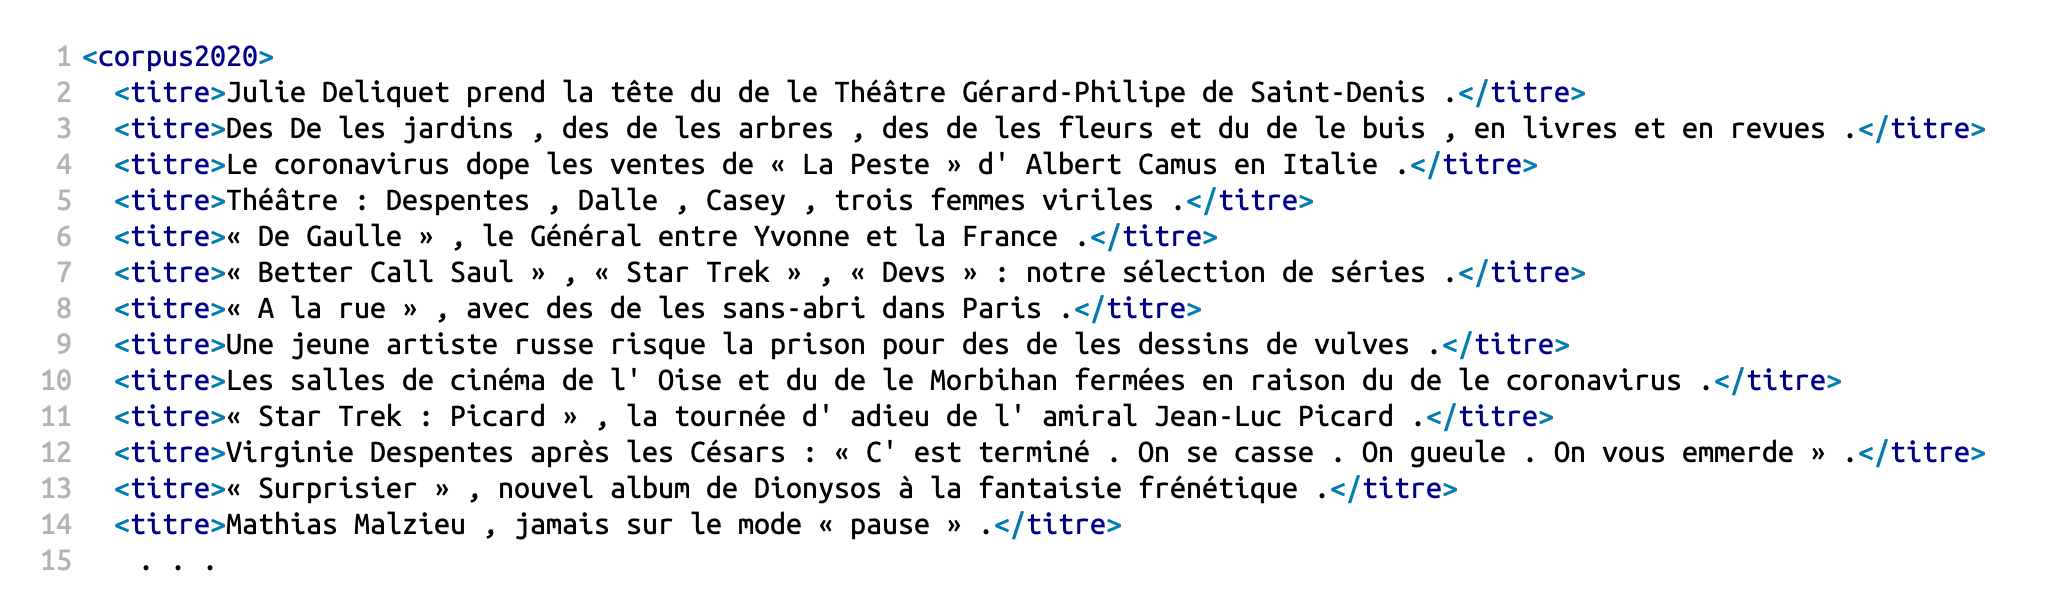 1 <corpus2020>
2 <titre>Julie Deliquet prend la tête du de le Théâtre Gérard-Philipe de Saint-Denis .</titre>
3 <titre>Des De les jardins , des de les arbres , des de les fleurs et du de le buis , en livres et en revues .</titre>
4 <titre>Le coronavirus dope les ventes de « La Peste » d' Albert Camus en Italie .</titre>
5 <titre>Théâtre : Despentes , Dalle , Casey , trois femmes viriles .</titre>
6 <titre>« De Gaulle » , le Général entre Yvonne et la France .</titre>
7 <titre>« Better Call Saul » , « Star Trek » , « Devs » : notre sélection de séries .</titre>
8 <titre>« A la rue » , avec des de les sans-abri dans Paris .</titre>
9 <titre>Une jeune artiste russe risque la prison pour des de les dessins de vulves .</titre>
10 <titre>Les salles de cinéma de l' Oise et du de le Morbihan fermées en raison du de le coronavirus .</titre>
11 <titre>« Star Trek : Picard » , la tournée d' adieu de l' amiral Jean-Luc Picard .</titre>
12 <titre>Virginie Despentes après les Césars : « C' est terminé . On se casse . On gueule . On vous emmerde » .</titre>
13 <titre>« Surprisier » , nouvel album de Dionysos à la fantaisie frénétique .</titre>
14 <titre>Mathias Malzieu , jamais sur le mode « pause » .</titre>
15 . . .